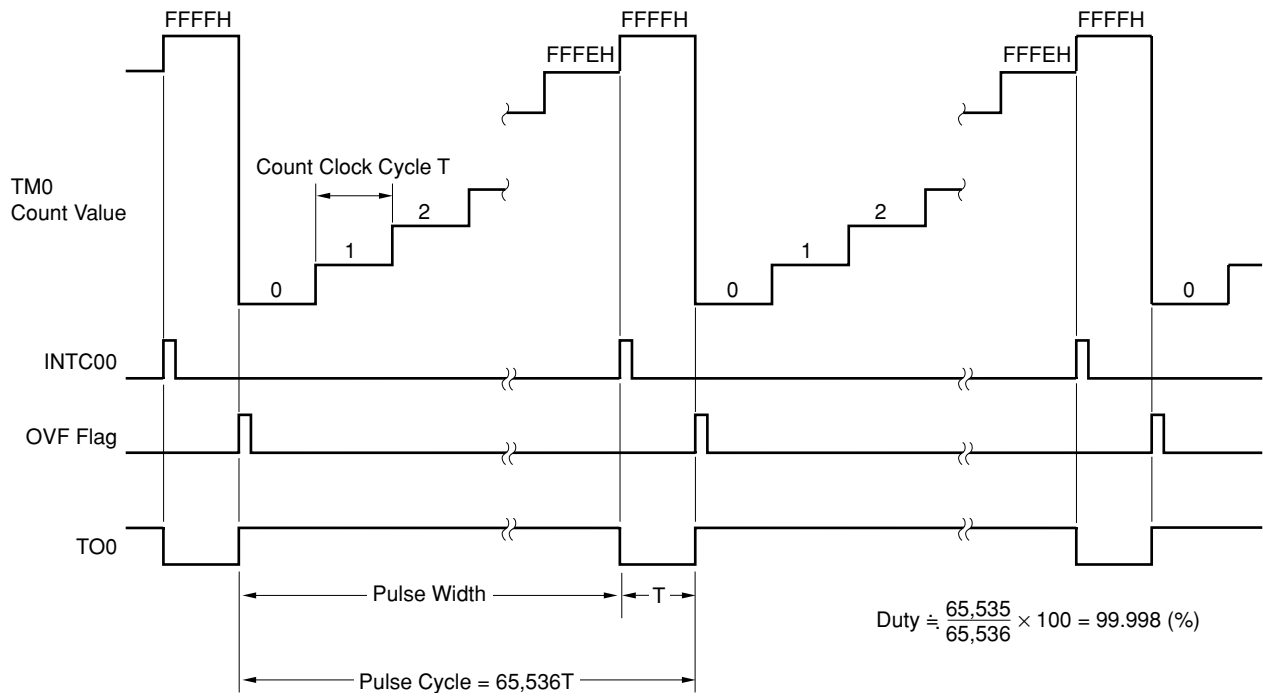 FFFFH FFFFH FFFFH
FFFEH FFFEH
Count Clock Cycle T
TM0
Count Value
2 2
1 1
0 0 0
INTC00
OVF Flag
TO0
Pulse Width T
Duty ≒ 65,535/65,536 × 100 = 99.998 (%)
Pulse Cycle = 65,536T